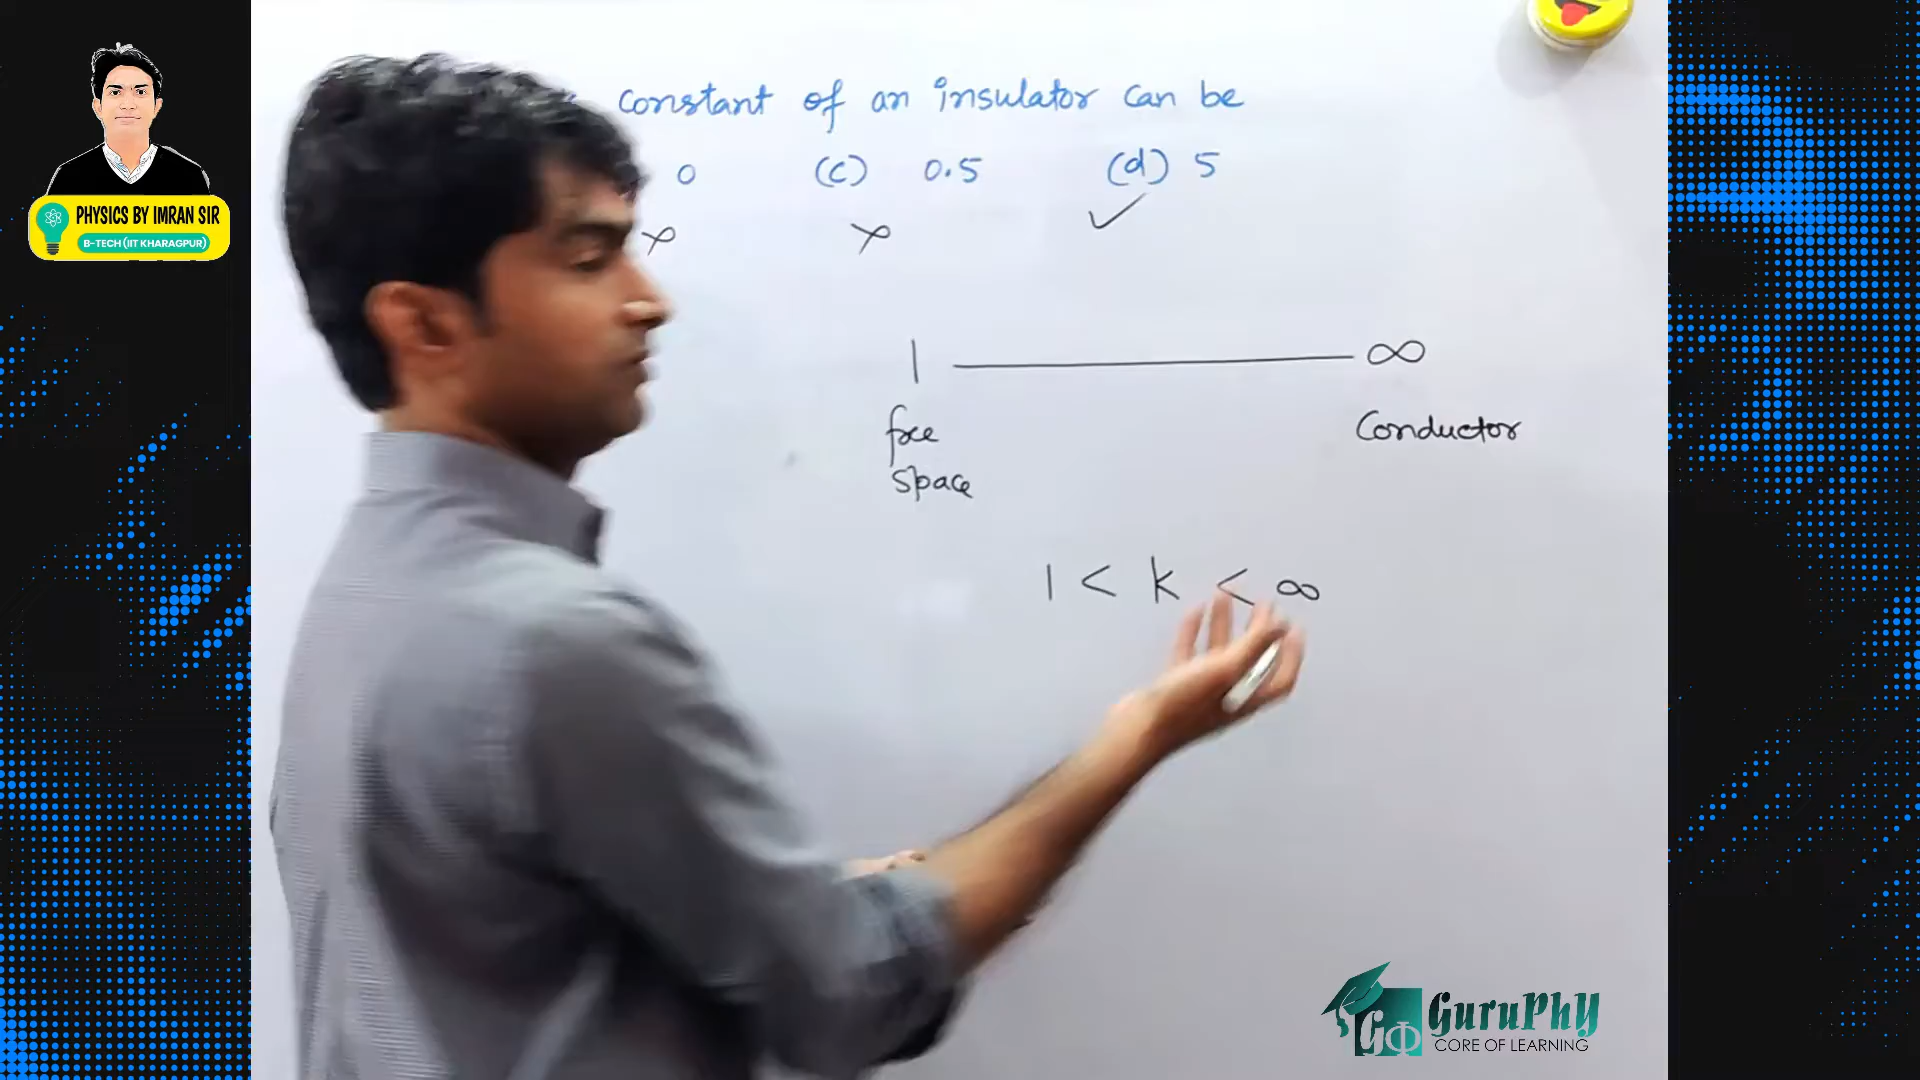 PHYSICS BY IMRAN SIR
B-TECH (IIT KHARAGPUR)
constant of an insulator can be
0 (c) 0.5 (d) 5
1 ∞
free
space
Conductor
1 < k < ∞
GΦ GuruPhy
CORE OF LEARNING